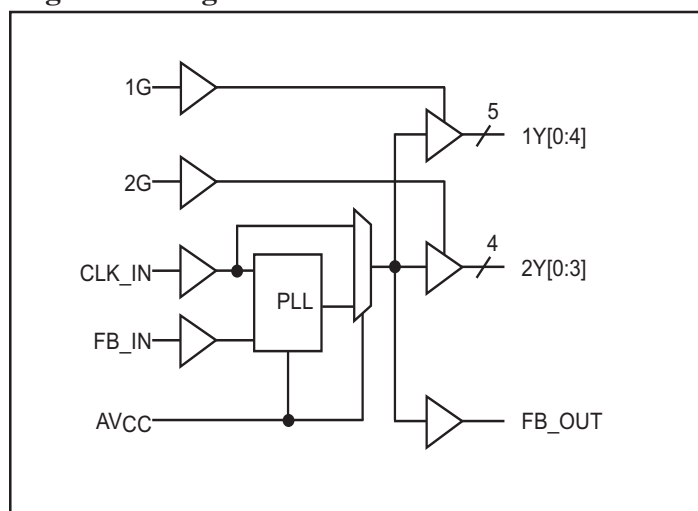 1G
5
1Y[0:4]
2G
4
2Y[0:3]
CLK_IN
PLL
FB_IN
AVCC
FB_OUT